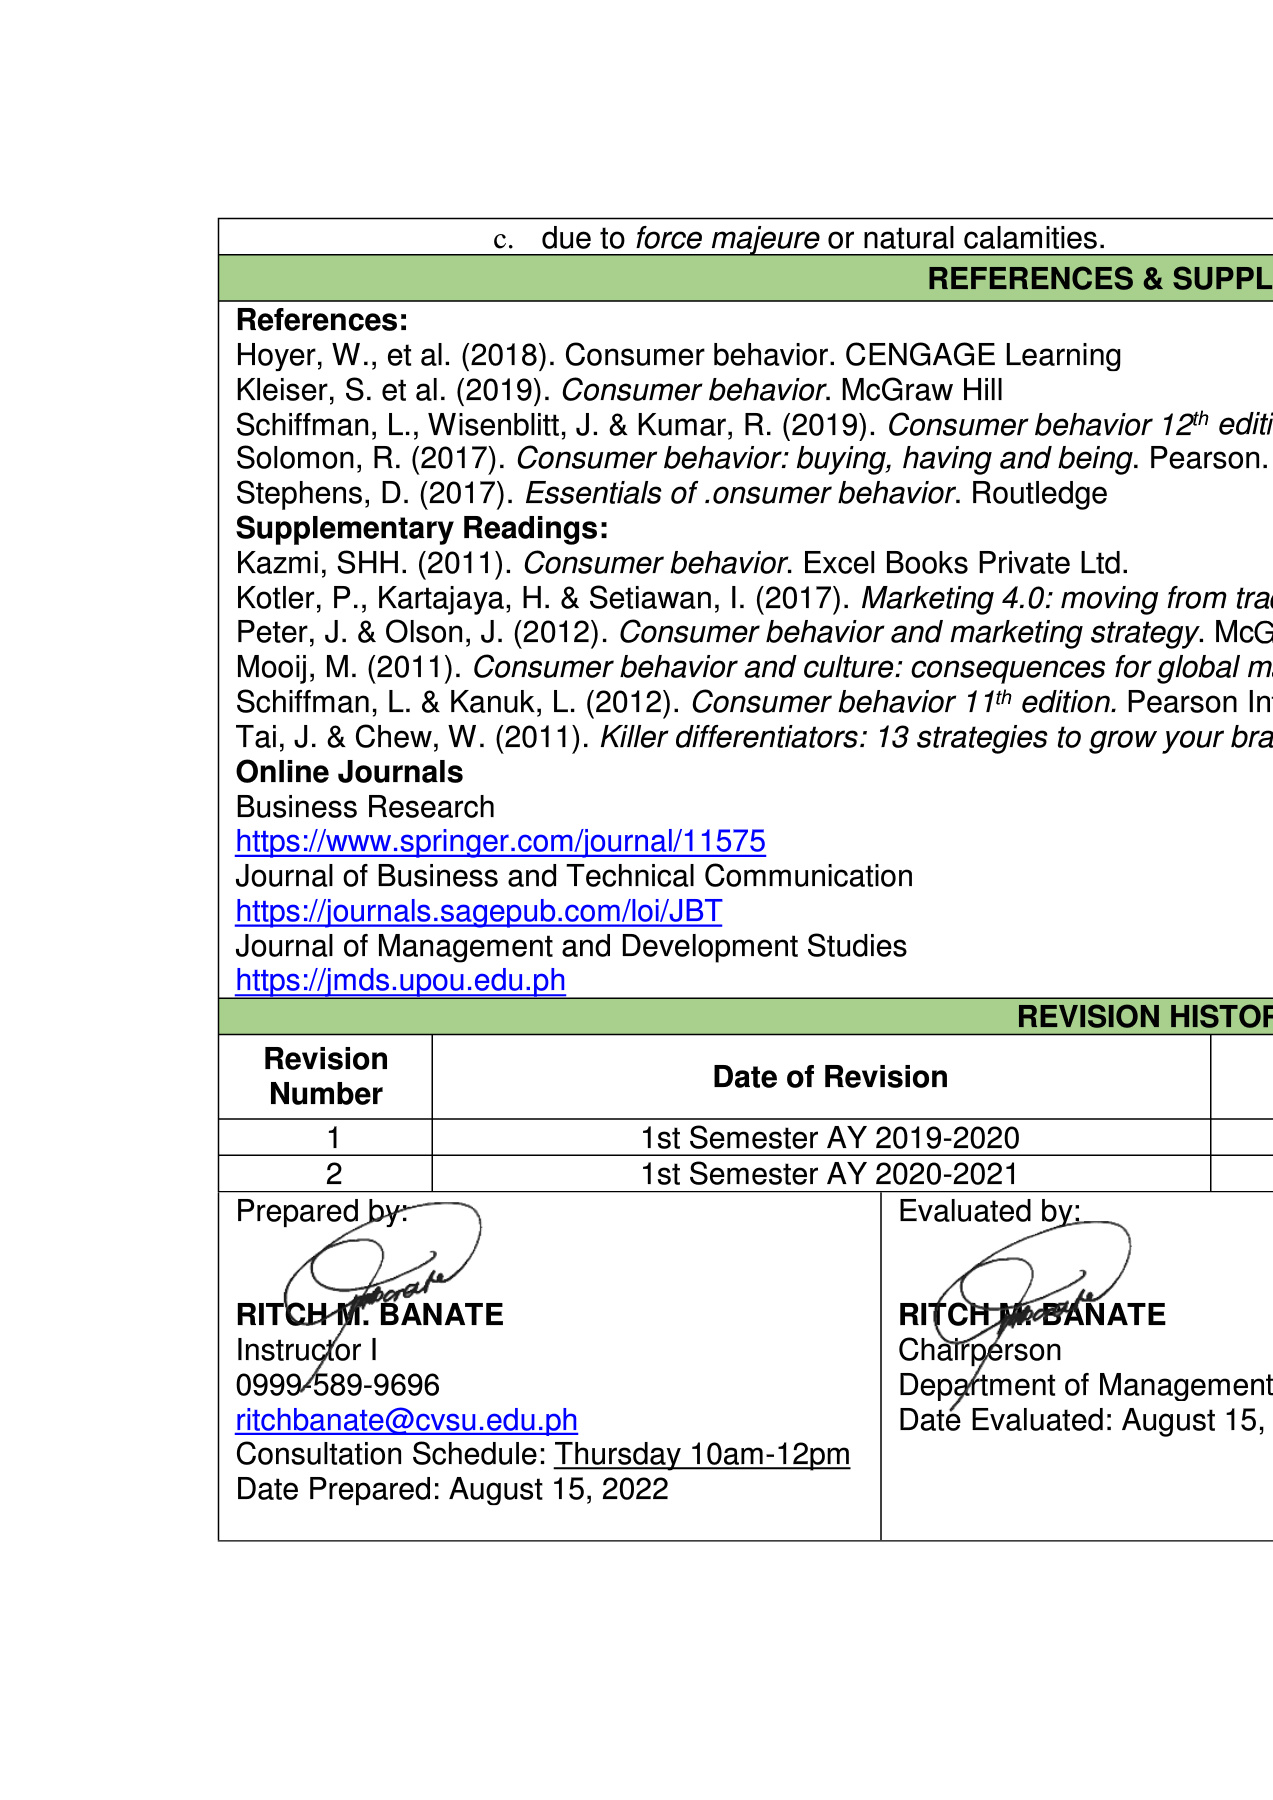 c. due to force majeure or natural calamities.
REFERENCES & SUPPL
References:
Hoyer, W., et al. (2018). Consumer behavior. CENGAGE Learning
Kleiser, S. et al. (2019). Consumer behavior. McGraw Hill
Schiffman, L., Wisenblitt, J. & Kumar, R. (2019). Consumer behavior 12th editi
Solomon, R. (2017). Consumer behavior: buying, having and being. Pearson.
Stephens, D. (2017). Essentials of .onsumer behavior. Routledge
Supplementary Readings:
Kazmi, SHH. (2011). Consumer behavior. Excel Books Private Ltd.
Kotler, P., Kartajaya, H. & Setiawan, I. (2017). Marketing 4.0: moving from trad
Peter, J. & Olson, J. (2012). Consumer behavior and marketing strategy. McG
Mooij, M. (2011). Consumer behavior and culture: consequences for global ma
Schiffman, L. & Kanuk, L. (2012). Consumer behavior 11th edition. Pearson Int
Tai, J. & Chew, W. (2011). Killer differentiators: 13 strategies to grow your bra
Online Journals
Business Research
https://www.springer.com/journal/11575
Journal of Business and Technical Communication
https://journals.sagepub.com/loi/JBT
Journal of Management and Development Studies
https://jmds.upou.edu.ph
REVISION HISTOR
Revision Number
Date of Revision
1 1st Semester AY 2019-2020
2 1st Semester AY 2020-2021
Prepared by:
RITCH M. BANATE
Instructor I
0999-589-9696
ritchbanate@cvsu.edu.ph
Consultation Schedule: Thursday 10am-12pm
Date Prepared: August 15, 2022
Evaluated by:
RITCH M. BANATE
Chairperson
Department of Management
Date Evaluated: August 15,